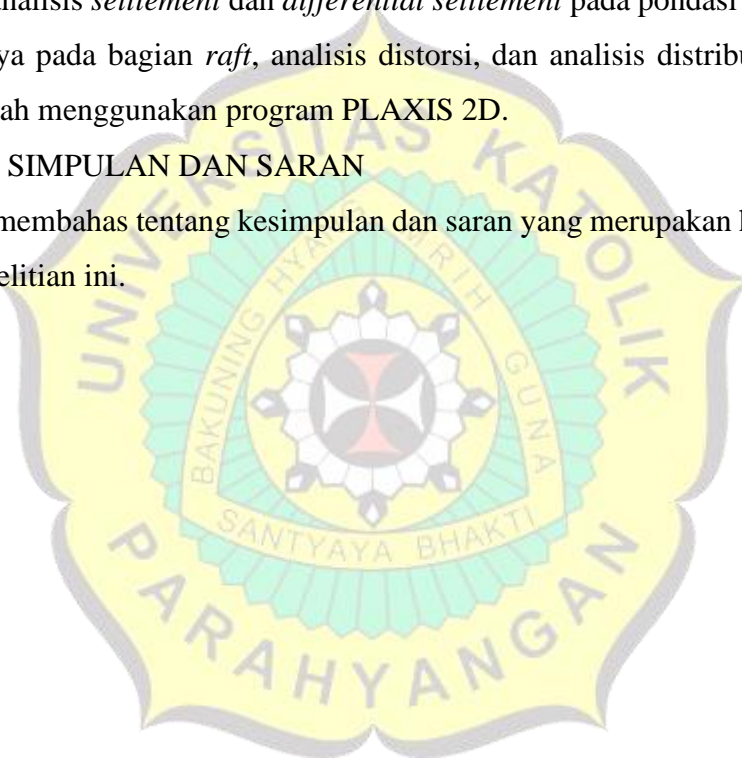 analisis settlement dan differential settlement pada pondasi
ya pada bagian raft, analisis distorsi, dan analisis distribu
ah menggunakan program PLAXIS 2D.
SIMPULAN DAN SARAN
membahas tentang kesimpulan dan saran yang merupakan
elitian ini.
UNIVERSITAS KATOLIK
PARAHYANGAN
BAKUNING HYANG MRIH GUNA
SANTYAYA BHAKTI